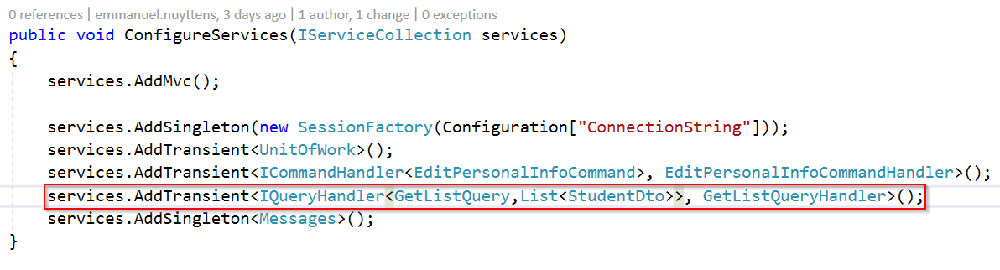 0 references | emmanuel.nuyttens, 3 days ago | 1 author, 1 change | 0 exceptions
public void ConfigureServices(IServiceCollection services)
{
    services.AddMvc();
    services.AddSingleton(new SessionFactory(Configuration["ConnectionString"]));
    services.AddTransient<UnitOfWork>();
    services.AddTransient<ICommandHandler<EditPersonalInfoCommand>, EditPersonalInfoCommandHandler>();
    services.AddTransient<IQueryHandler<GetListQuery,List<StudentDto>>, GetListQueryHandler>();
    services.AddSingleton<Messages>();
}